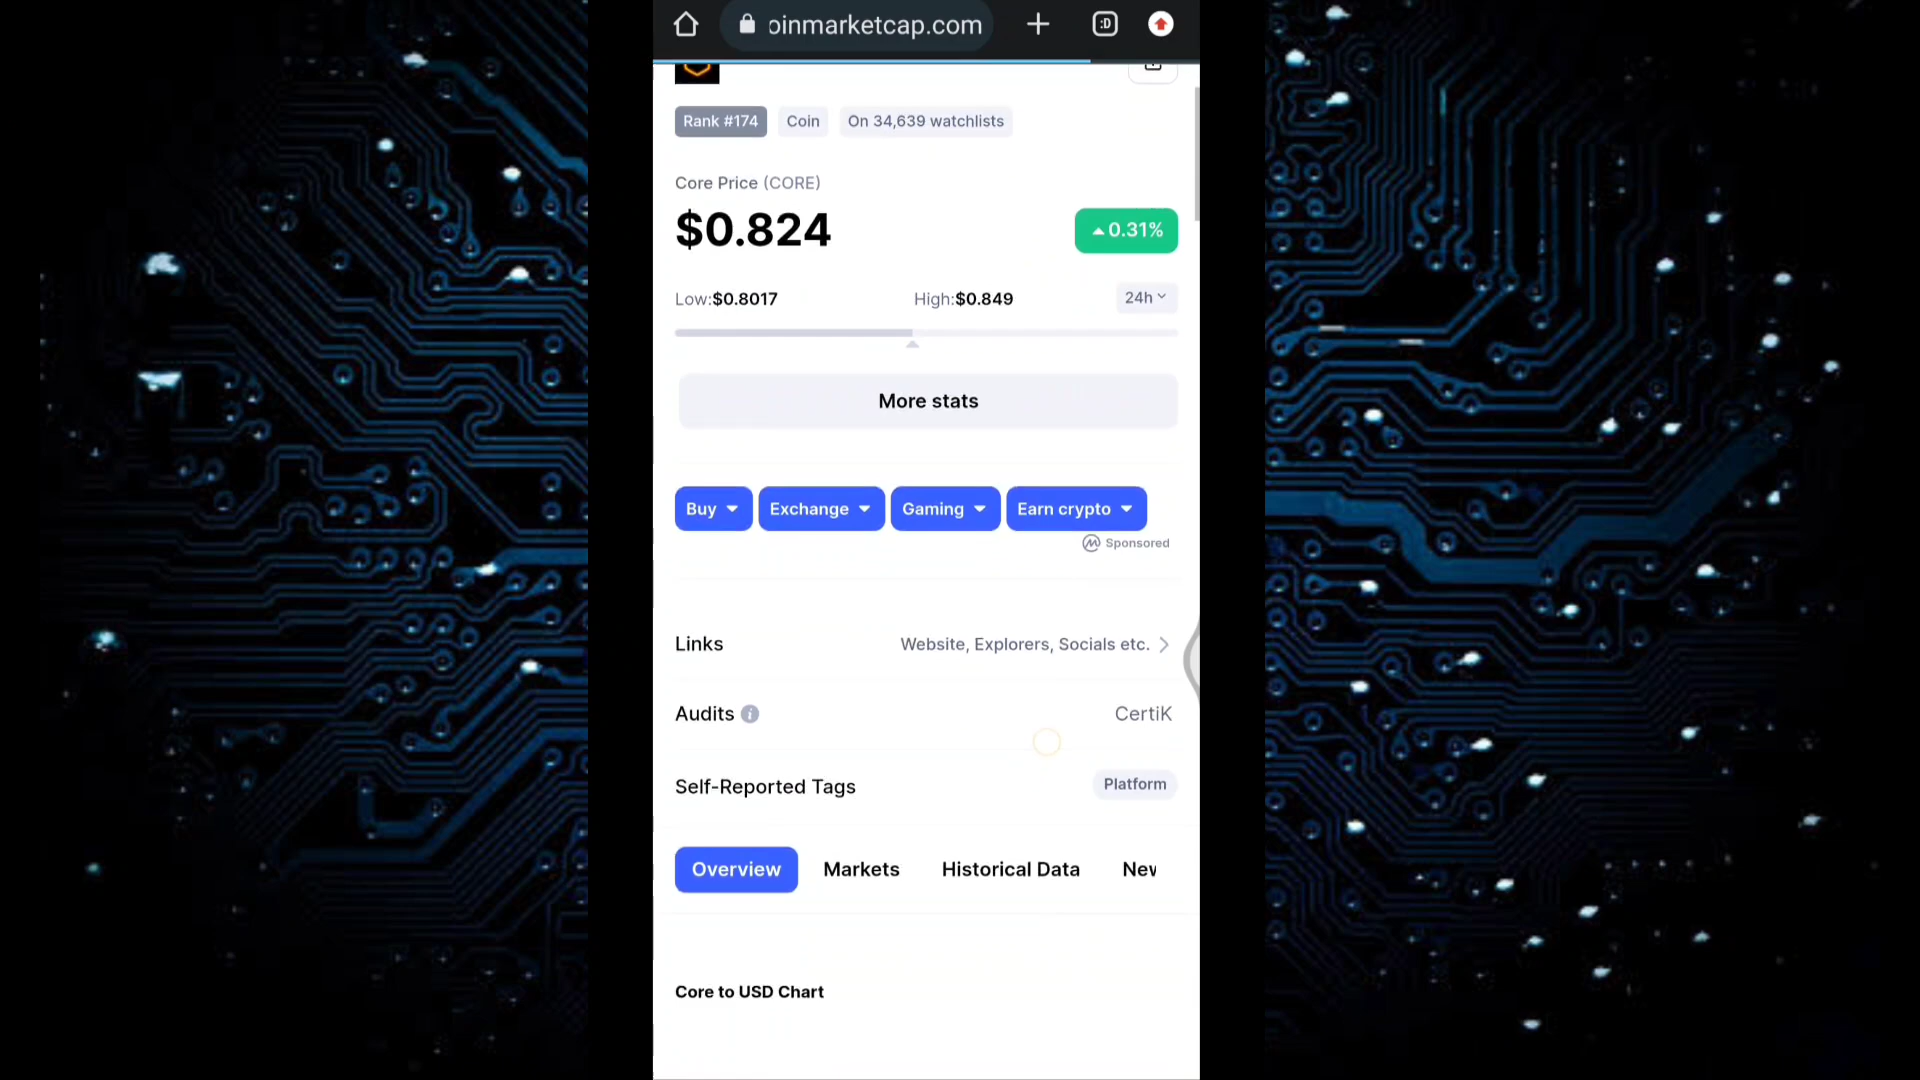 oinmarketcap.com
:D
Rank #174
Coin
On 34,639 watchlists
Core Price (CORE)
$0.824
0.31%
Low:$0.8017
High:$0.849
24h
More stats
Buy
Exchange
Gaming
Earn crypto
Sponsored
Links
Website, Explorers, Socials etc.
Audits
CertiK
Self-Reported Tags
Platform
Overview
Markets
Historical Data
Nev
Core to USD Chart